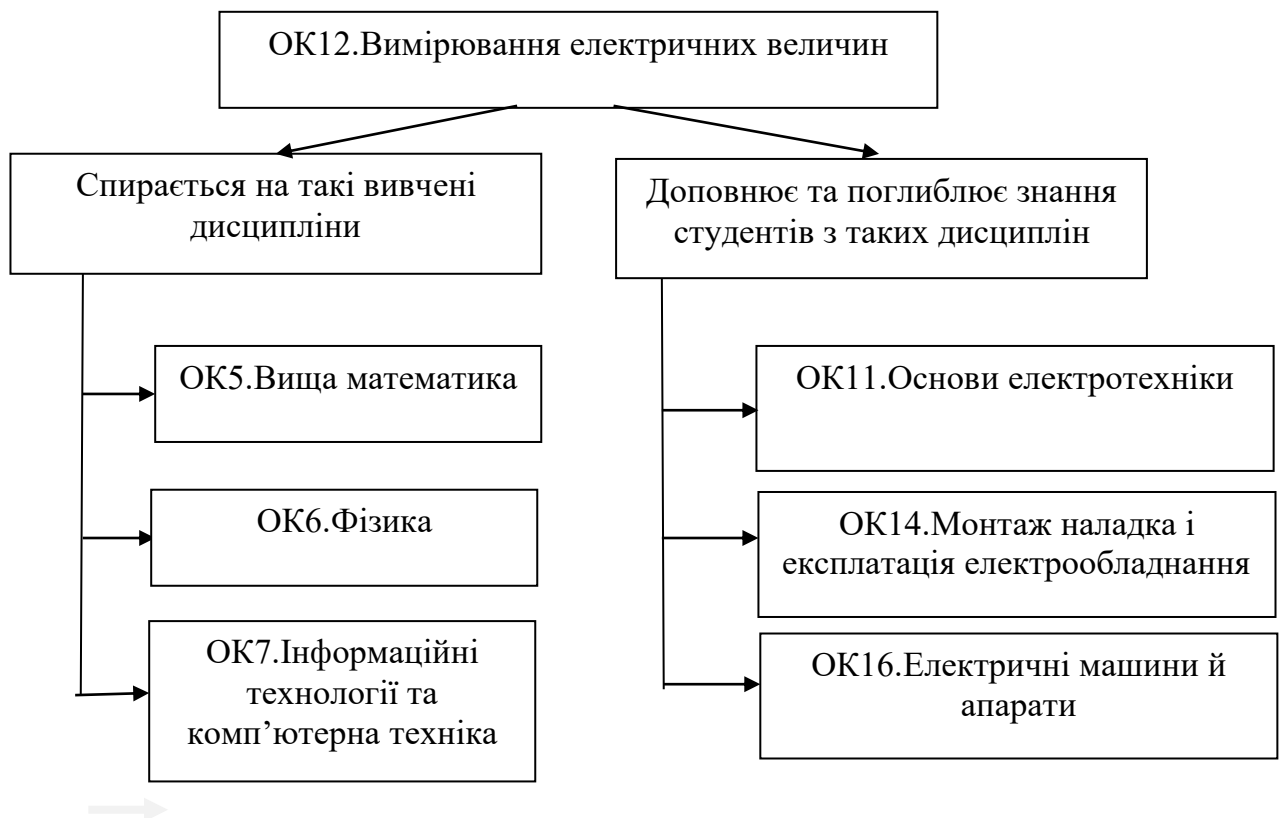 ОК12.Вимірювання електричних величин
Спирається на такі вивчені
дисципліни
Доповнює та поглиблює знання
студентів з таких дисциплін
ОК5.Вища математика
ОК6.Фізика
ОК7.Інформаційні
технології та
комп’ютерна техніка
ОК11.Основи електротехніки
ОК14.Монтаж наладка і
експлатація електрообладнання
ОК16.Електричні машини й
апарати